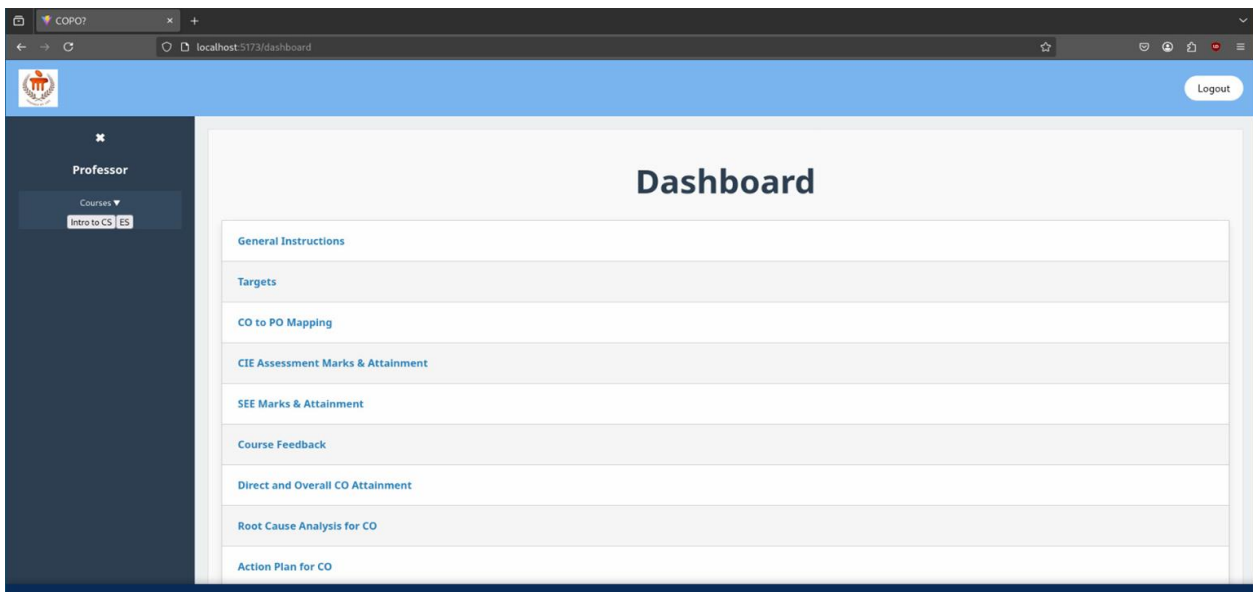 COPO?
localhost:5173/dashboard
Logout
Professor
Courses ▼
Intro to CS ES
Dashboard
General Instructions
Targets
CO to PO Mapping
CIE Assessment Marks & Attainment
SEE Marks & Attainment
Course Feedback
Direct and Overall CO Attainment
Root Cause Analysis for CO
Action Plan for CO